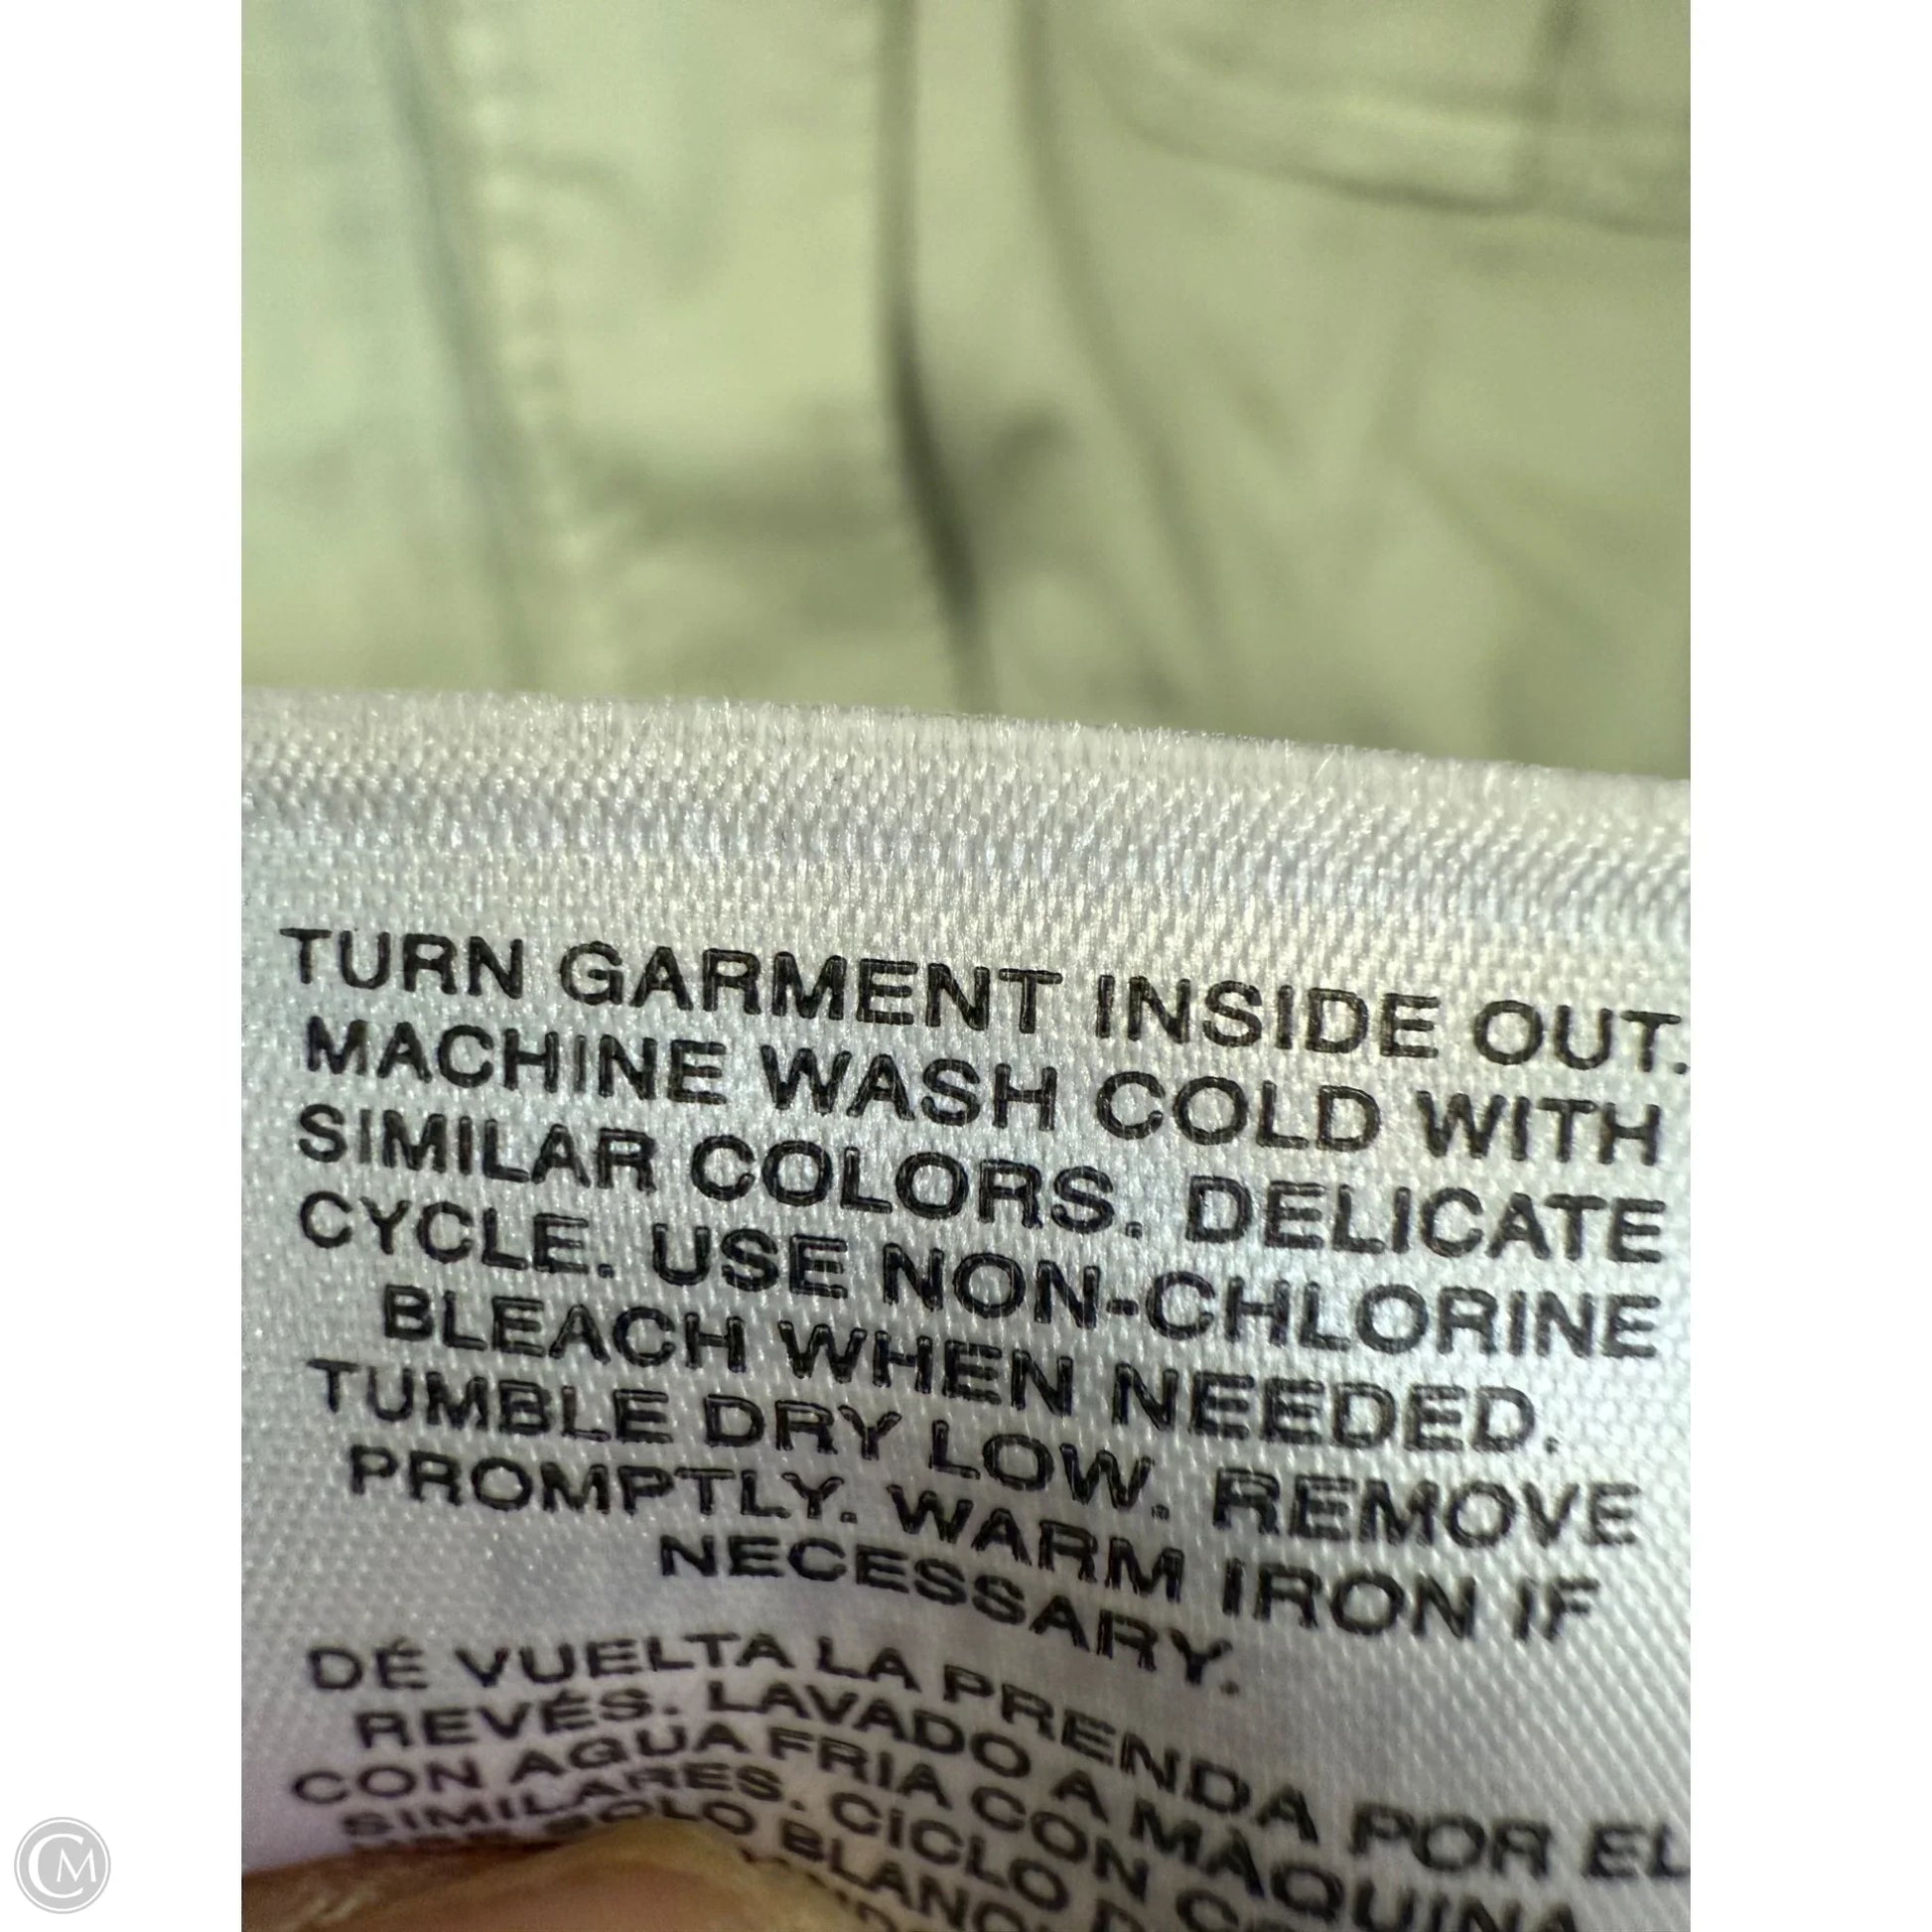 TURN GARMENT INSIDE OUT.
MACHINE WASH COLD WITH
SIMILAR COLORS. DELICATE
CYCLE. USE NON-CHLORINE
BLEACH WHEN NEEDED.
TUMBLE DRY LOW. REMOVE
PROMPTLY. WARM IRON IF
NECESSARY.
DÉ VUELTA LA PRENDA POR EL
REVÉS. LAVADO A MÁQUINA
CON AGUA FRIA CON
SIMILARES. CICLO
SOLO
CM